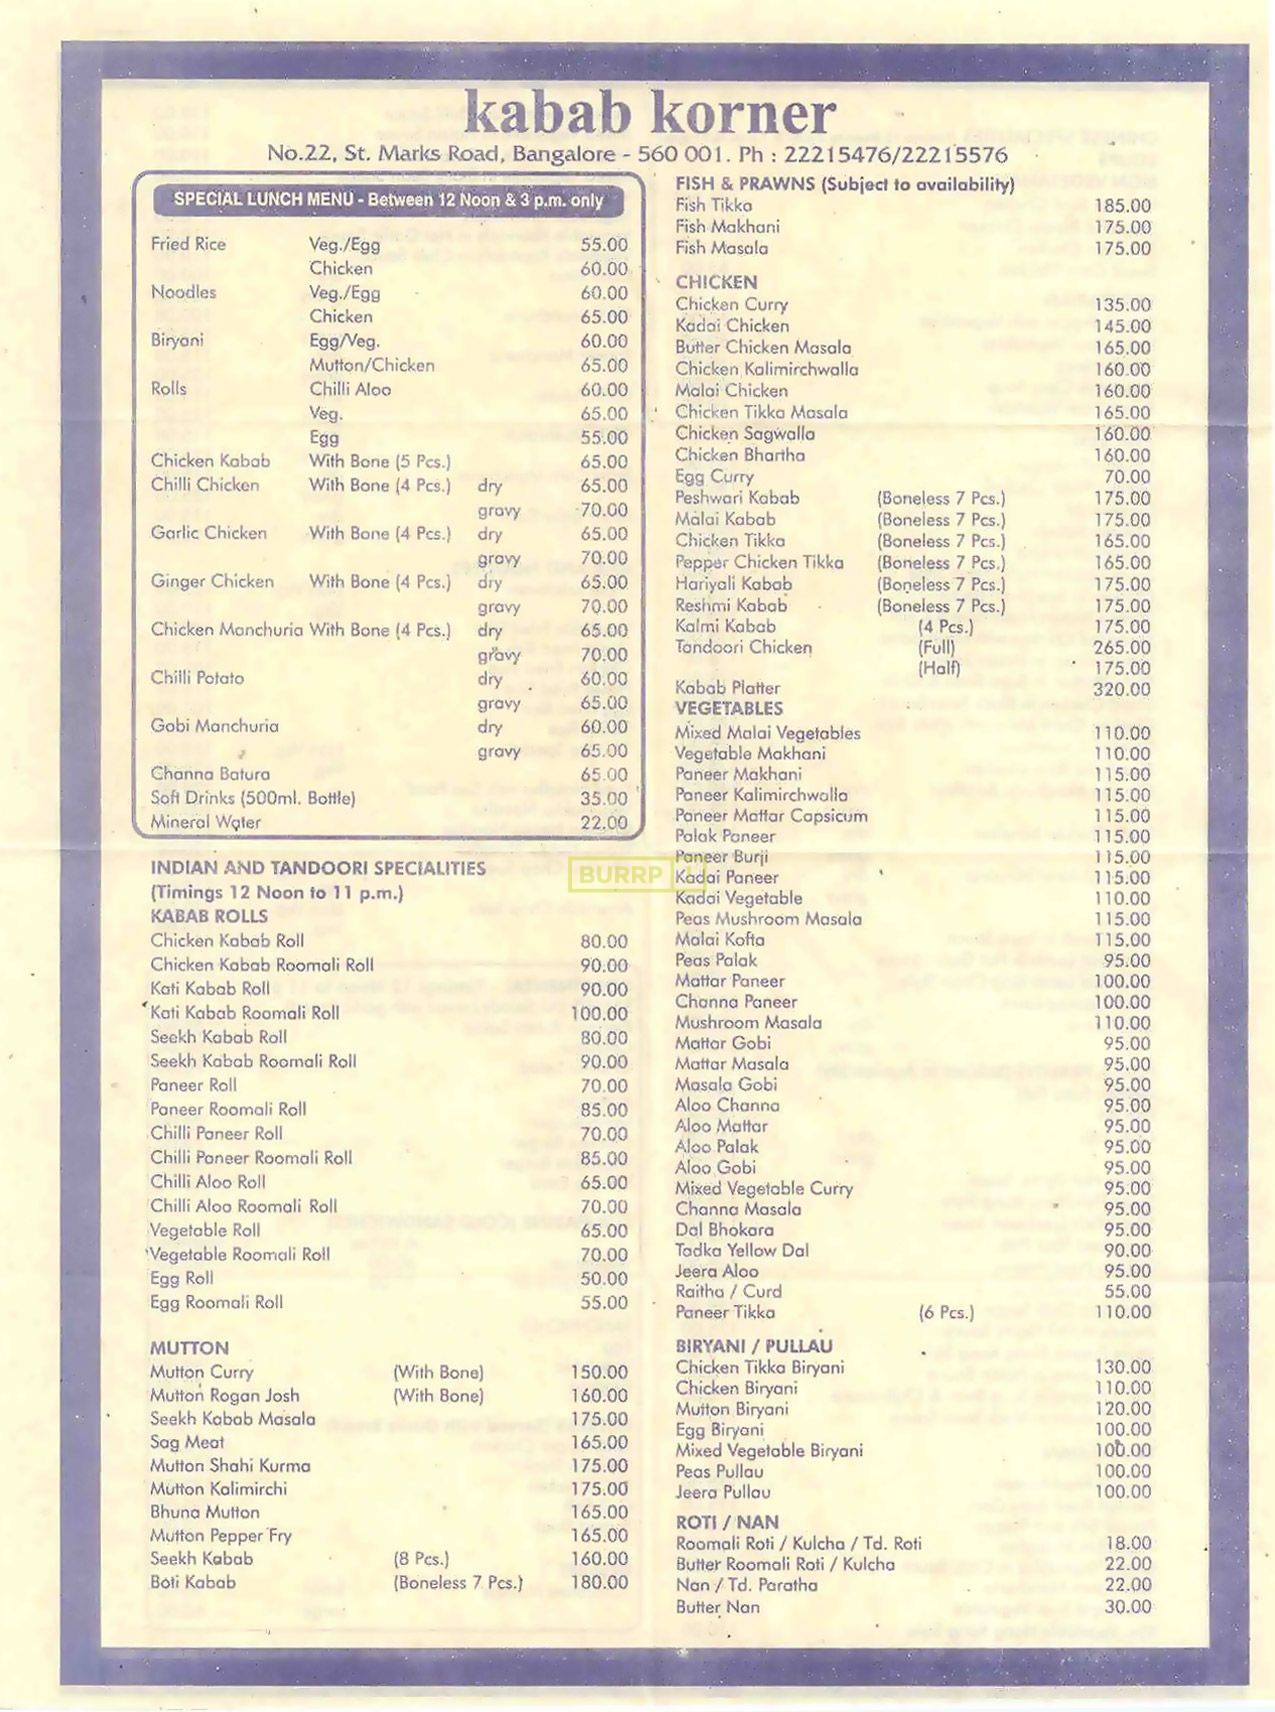 kabab korner
No.22, St. Marks Road, Bangalore - 560 001. Ph : 22215476/22215576
SPECIAL LUNCH MENU - Between 12 Noon & 3 p.m. only
Fried Rice Veg./Egg 55.00
Chicken 60.00
Noodles Veg./Egg 60.00
Chicken 65.00
Biryani Egg/Veg. 60.00
Mutton/Chicken 65.00
Rolls Chilli Aloo 60.00
Veg. 65.00
Egg 55.00
Chicken Kabab With Bone (5 Pcs.) 65.00
Chilli Chicken With Bone (4 Pcs.) dry 65.00
gravy 70.00
Garlic Chicken With Bone (4 Pcs.) dry 65.00
gravy 70.00
Ginger Chicken With Bone (4 Pcs.) dry 65.00
gravy 70.00
Chicken Manchuria With Bone (4 Pcs.) dry 65.00
gravy 70.00
Chilli Potato dry 60.00
gravy 65.00
Gobi Manchuria dry 60.00
gravy 65.00
Channa Batura 65.00
Soft Drinks (500ml. Bottle) 35.00
Mineral Water 22.00
INDIAN AND TANDOORI SPECIALITIES
(Timings 12 Noon to 11 p.m.)
KABAB ROLLS
Chicken Kabab Roll 80.00
Chicken Kabab Roomali Roll 90.00
Kati Kabab Roll 90.00
Kati Kabab Roomali Roll 100.00
Seekh Kabab Roll 80.00
Seekh Kabab Roomali Roll 90.00
Paneer Roll 70.00
Paneer Roomali Roll 85.00
Chilli Paneer Roll 70.00
Chilli Paneer Roomali Roll 85.00
Chilli Aloo Roll 65.00
Chilli Aloo Roomali Roll 70.00
Vegetable Roll 65.00
Vegetable Roomali Roll 70.00
Egg Roll 50.00
Egg Roomali Roll 55.00
MUTTON
Mutton Curry (With Bone) 150.00
Mutton Rogan Josh (With Bone) 160.00
Seekh Kabab Masala 175.00
Sag Meat 165.00
Mutton Shahi Kurma 175.00
Mutton Kalimirchi 175.00
Bhuna Mutton 165.00
Mutton Pepper Fry 165.00
Seekh Kabab (8 Pcs.) 160.00
Boti Kabab (Boneless 7 Pcs.) 180.00
FISH & PRAWNS (Subject to availability)
Fish Tikka 185.00
Fish Makhani 175.00
Fish Masala 175.00
CHICKEN
Chicken Curry 135.00
Kadai Chicken 145.00
Butter Chicken Masala 165.00
Chicken Kalimirchwalla 160.00
Malai Chicken 160.00
Chicken Tikka Masala 165.00
Chicken Sagwalla 160.00
Chicken Bhartha 160.00
Egg Curry 70.00
Peshwari Kabab (Boneless 7 Pcs.) 175.00
Malai Kabab (Boneless 7 Pcs.) 175.00
Chicken Tikka (Boneless 7 Pcs.) 165.00
Pepper Chicken Tikka (Boneless 7 Pcs.) 165.00
Hariyali Kabab (Boneless 7 Pcs.) 175.00
Reshmi Kabab (Boneless 7 Pcs.) 175.00
Kalmi Kabab (4 Pcs.) 175.00
Tandoori Chicken (Full) 265.00
(Half) 175.00
Kabab Platter 320.00
VEGETABLES
Mixed Malai Vegetables 110.00
Vegetable Makhani 110.00
Paneer Makhani 115.00
Paneer Kalimirchwalla 115.00
Paneer Mattar Capsicum 115.00
Palak Paneer 115.00
Paneer Burji 115.00
Kadai Paneer 115.00
Kadai Vegetable 110.00
Peas Mushroom Masala 115.00
Malai Kofta 115.00
Peas Palak 95.00
Mattar Paneer 100.00
Channa Paneer 100.00
Mushroom Masala 110.00
Mattar Gobi 95.00
Mattar Masala 95.00
Masala Gobi 95.00
Aloo Channa 95.00
Aloo Mattar 95.00
Aloo Palak 95.00
Aloo Gobi 95.00
Mixed Vegetable Curry 95.00
Channa Masala 95.00
Dal Bhokara 95.00
Tadka Yellow Dal 90.00
Jeera Aloo 95.00
Raitha / Curd 55.00
Paneer Tikka (6 Pcs.) 110.00
BIRYANI / PULLAU
Chicken Tikka Biryani 130.00
Chicken Biryani 110.00
Mutton Biryani 120.00
Egg Biryani 100.00
Mixed Vegetable Biryani 100.00
Peas Pullau 100.00
Jeera Pullau 100.00
ROTI / NAN
Roomali Roti / Kulcha / Td. Roti 18.00
Butter Roomali Roti / Kulcha 22.00
Nan / Td. Paratha 22.00
Butter Nan 30.00
BURRP